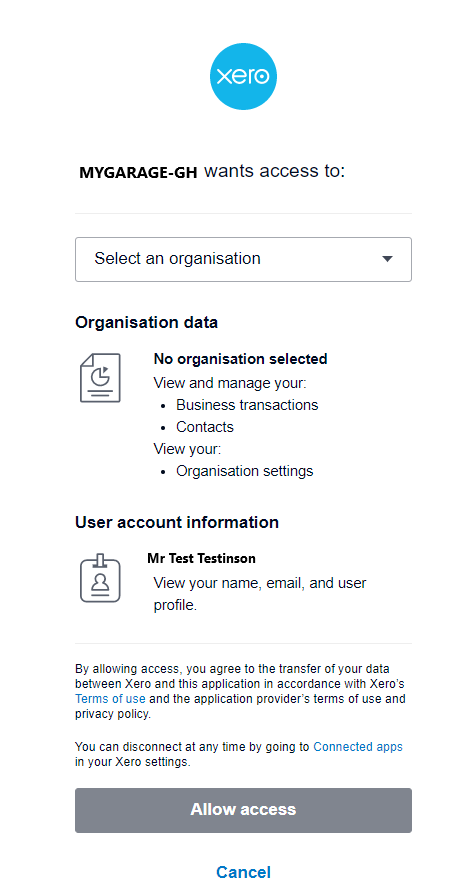 xero
MYGARAGE-GH wants access to:
Select an organisation
Organisation data
No organisation selected
View and manage your:
• Business transactions
• Contacts
View your:
• Organisation settings
User account information
Mr Test Testinson
View your name, email, and user
profile.
By allowing access, you agree to the transfer of your data
between Xero and this application in accordance with Xero's
Terms of use and the application provider's terms of use and
privacy policy.
You can disconnect at any time by going to Connected apps
in your Xero settings.
Allow access
Cancel